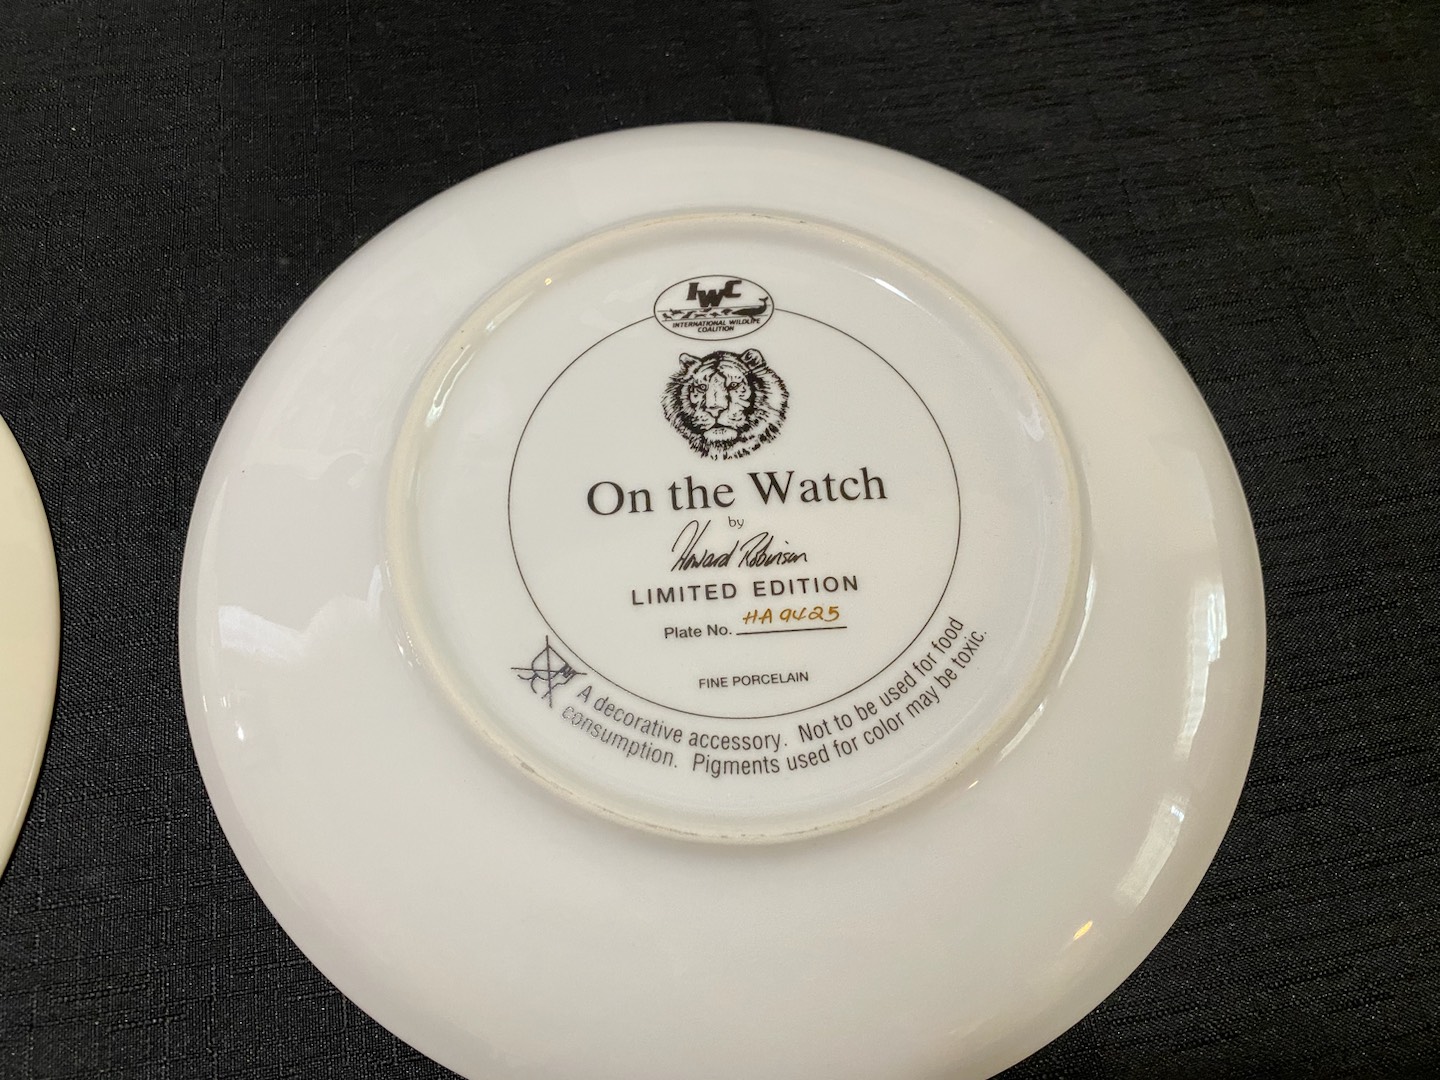 IWC
INTERNATIONAL WILDLIFE
COALITION
On the Watch
by
Howard Robinson
LIMITED EDITION
Plate No. HA 9425
FINE PORCELAIN
A decorative accessory. Not to be used for food
consumption. Pigments used for color may be toxic.